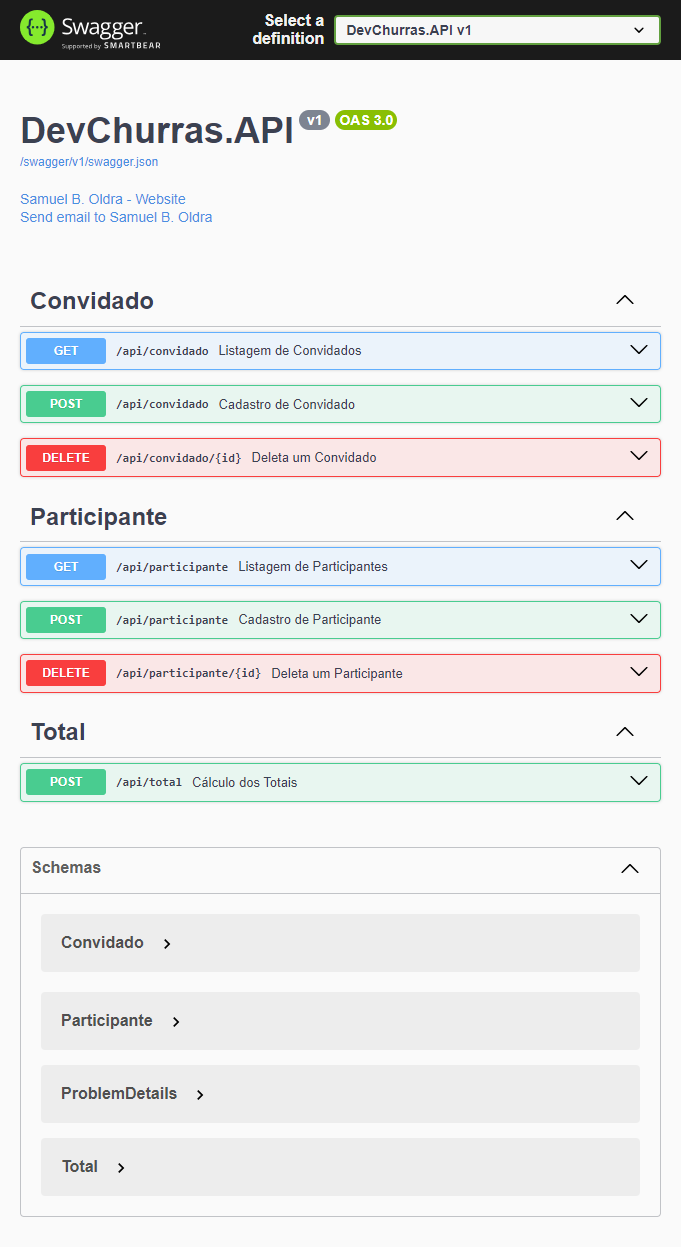 Swagger
Supported by SMARTBEAR
Select a
definition
DevChurras.API v1
DevChurras.API v1 OAS 3.0
/swagger/v1/swagger.json
Samuel B. Oldra - Website
Send email to Samuel B. Oldra
Convidado
GET /api/convidado Listagem de Convidados
POST /api/convidado Cadastro de Convidado
DELETE /api/convidado/{id} Deleta um Convidado
Participante
GET /api/participante Listagem de Participantes
POST /api/participante Cadastro de Participante
DELETE /api/participante/{id} Deleta um Participante
Total
POST /api/total Cálculo dos Totais
Schemas
Convidado
Participante
ProblemDetails
Total